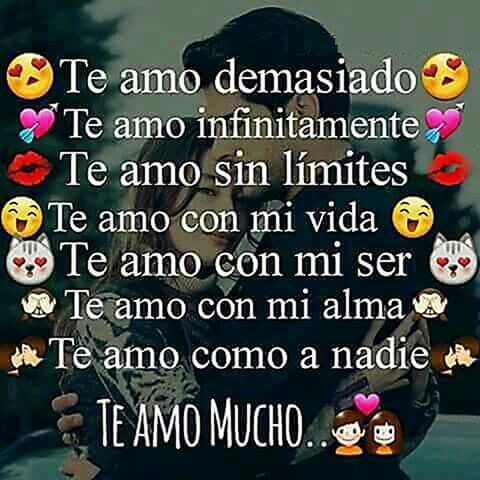 Te amo demasiado
Te amo infinitamente
Te amo sin límites
Te amo con mi vida
Te amo con mi ser
Te amo con mi alma
Te amo como a nadie
TE AMO MUCHO..